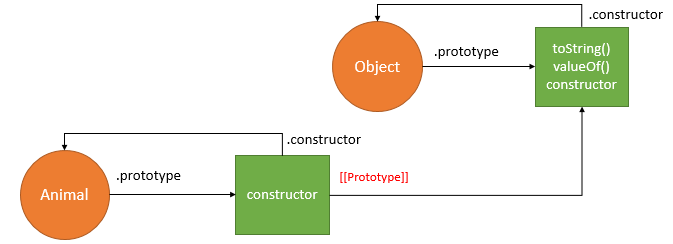 .constructor
Object
.prototype
toString()
valueOf()
constructor
.constructor
Animal
.prototype
constructor
[[Prototype]]